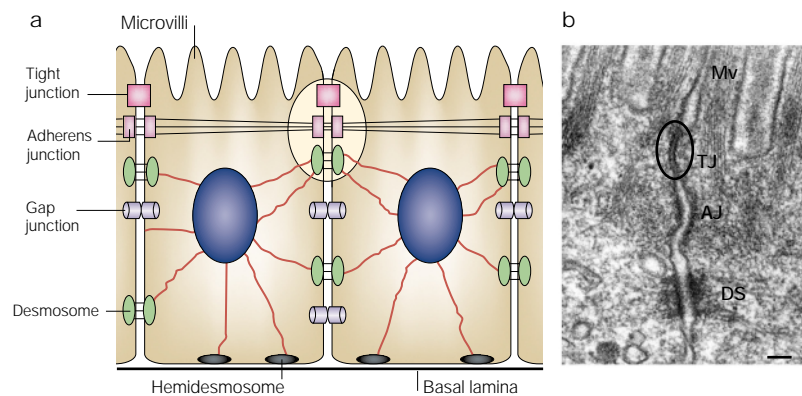 a
Microvilli
Tight
junction
Adherens
junction
Gap
junction
Desmosome
Hemidesmosome
Basal lamina
b
Mv
TJ
AJ
DS